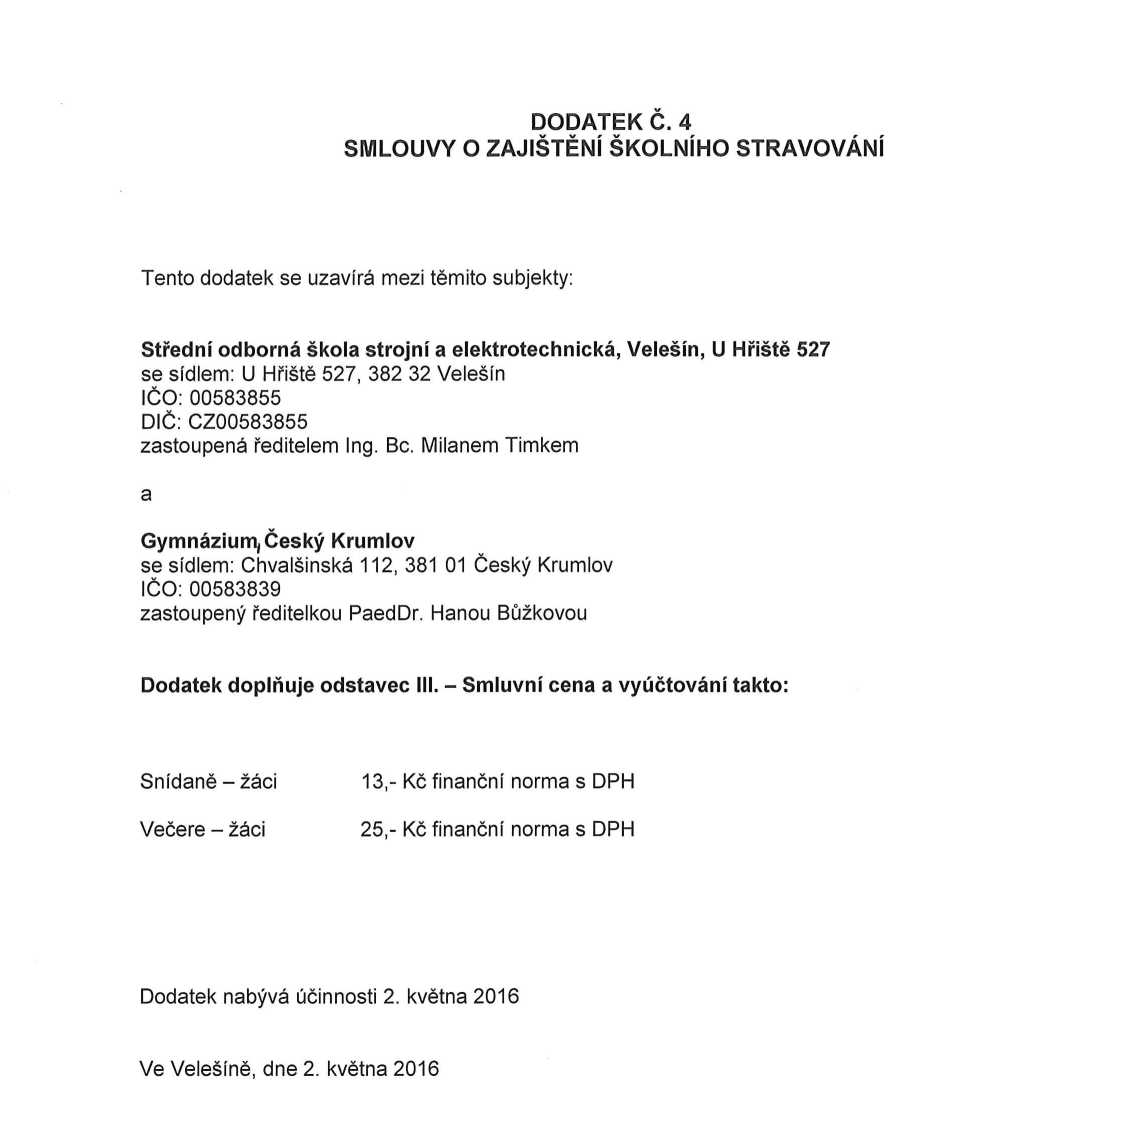 DODATEK Č. 4
SMLOUVY O ZAJIŠTĚNÍ ŠKOLNÍHO STRAVOVÁNÍ
Tento dodatek se uzavírá mezi těmito subjekty:
Střední odborná škola strojní a elektrotechnická, Velešín, U Hřiště 527
se sídlem: U Hřiště 527, 382 32 Velešín
IČO: 00583855
DIČ: CZ00583855
zastoupená ředitelem Ing. Bc. Milanem Timkem
a
Gymnázium, Český Krumlov
se sídlem: Chvalšinská 112, 381 01 Český Krumlov
IČO: 00583839
zastoupený ředitelkou PaedDr. Hanou Bůžkovou
Dodatek doplňuje odstavec III. – Smluvní cena a vyúčtování takto:
Snídaně – žáci 13,- Kč finanční norma s DPH
Večere – žáci 25,- Kč finanční norma s DPH
Dodatek nabývá účinnosti 2. května 2016
Ve Velešíně, dne 2. května 2016